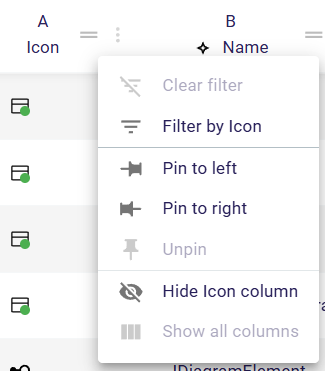 A
B
Icon
Name
Clear filter
Filter by Icon
Pin to left
Pin to right
Unpin
Hide Icon column
Show all columns